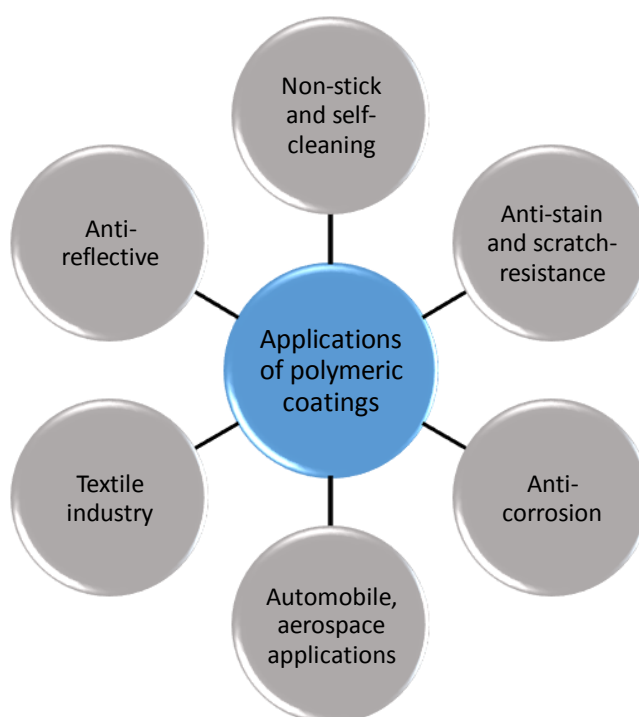 Non-stick
and self-
cleaning
Anti-
reflective
Anti-stain
and scratch-
resistance
Applications
of polymeric
coatings
Textile
industry
Anti-
corrosion
Automobile,
aerospace
applications